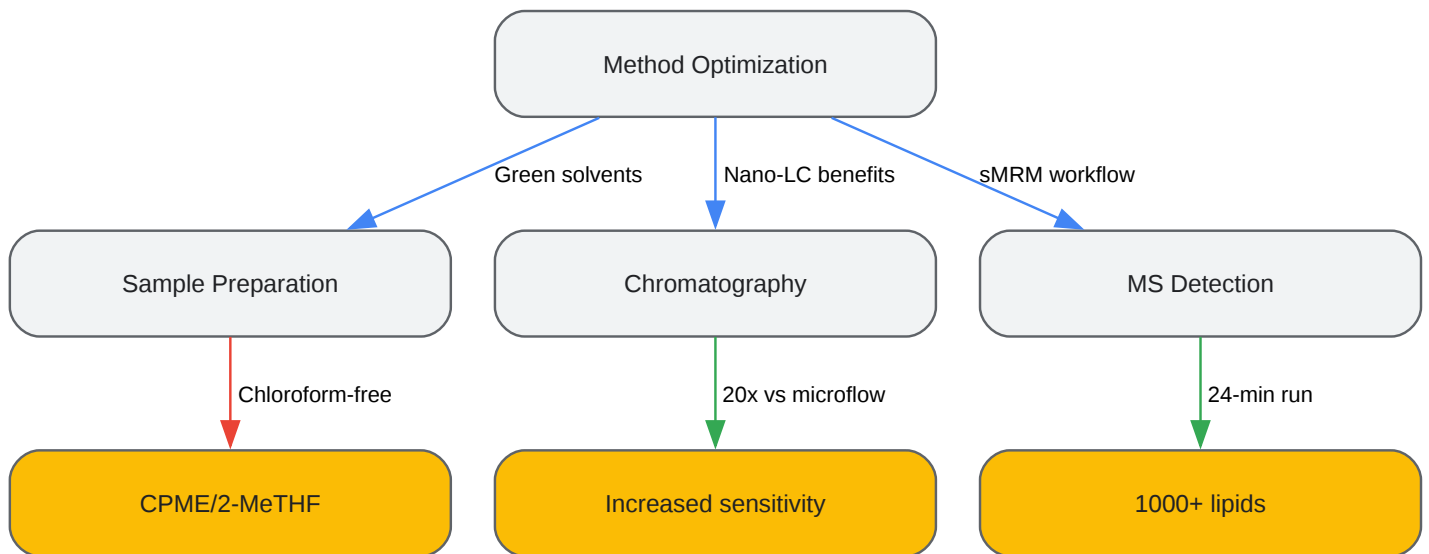 Method Optimization
Green solvents
Nano-LC benefits
sMRM workflow
Sample Preparation
Chromatography
MS Detection
Chloroform-free
20x vs microflow
24-min run
CPME/2-MeTHF
Increased sensitivity
1000+ lipids